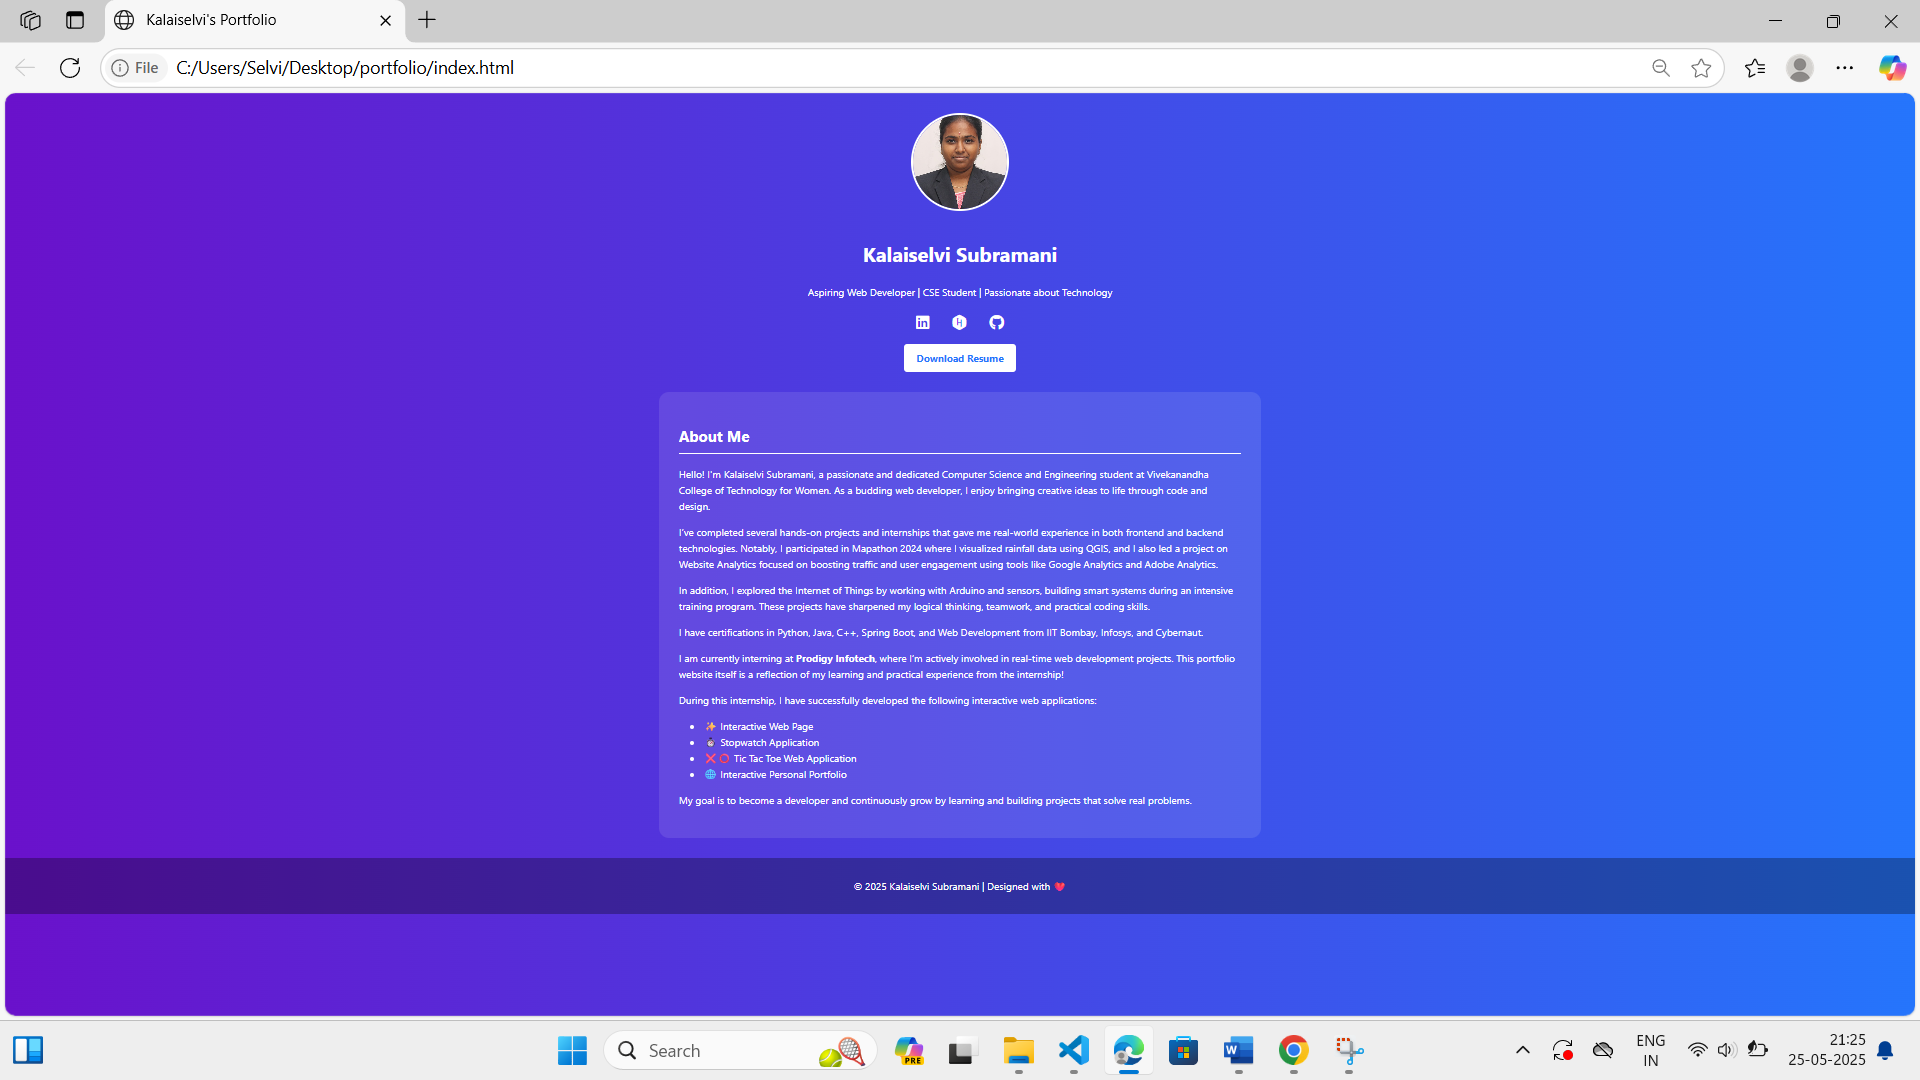 Kalaiselvi's Portfolio
File C:/Users/Selvi/Desktop/portfolio/index.html
Kalaiselvi Subramani
Aspiring Web Developer | CSE Student | Passionate about Technology
Download Resume
About Me
Hello! I'm Kalaiselvi Subramani, a passionate and dedicated Computer Science and Engineering student at Vivekanandha
College of Technology for Women. As a budding web developer, I enjoy bringing creative ideas to life through code and
design.
I've completed several hands-on projects and internships that gave me real-world experience in both frontend and backend
technologies. Notably, I participated in Mapathon 2024 where I visualized rainfall data using QGIS, and I also led a project on
Website Analytics focused on boosting traffic and user engagement using tools like Google Analytics and Adobe Analytics.
In addition, I explored the Internet of Things by working with Arduino and sensors, building smart systems during an intensive
training program. These projects have sharpened my logical thinking, teamwork, and practical coding skills.
I have certifications in Python, Java, C++, Spring Boot, and Web Development from IIT Bombay, Infosys, and Cybernaut.
I am currently interning at Prodigy Infotech, where I'm actively involved in real-time web development projects. This portfolio
website itself is a reflection of my learning and practical experience from the internship!
During this internship, I have successfully developed the following interactive web applications:
• ✨ Interactive Web Page
• ⏱ Stopwatch Application
• ❌⭕ Tic Tac Toe Web Application
• 🌐 Interactive Personal Portfolio
My goal is to become a developer and continuously grow by learning and building projects that solve real problems.
© 2025 Kalaiselvi Subramani | Designed with ❤️
Search
PRE
ENG
IN
21:25
25-05-2025